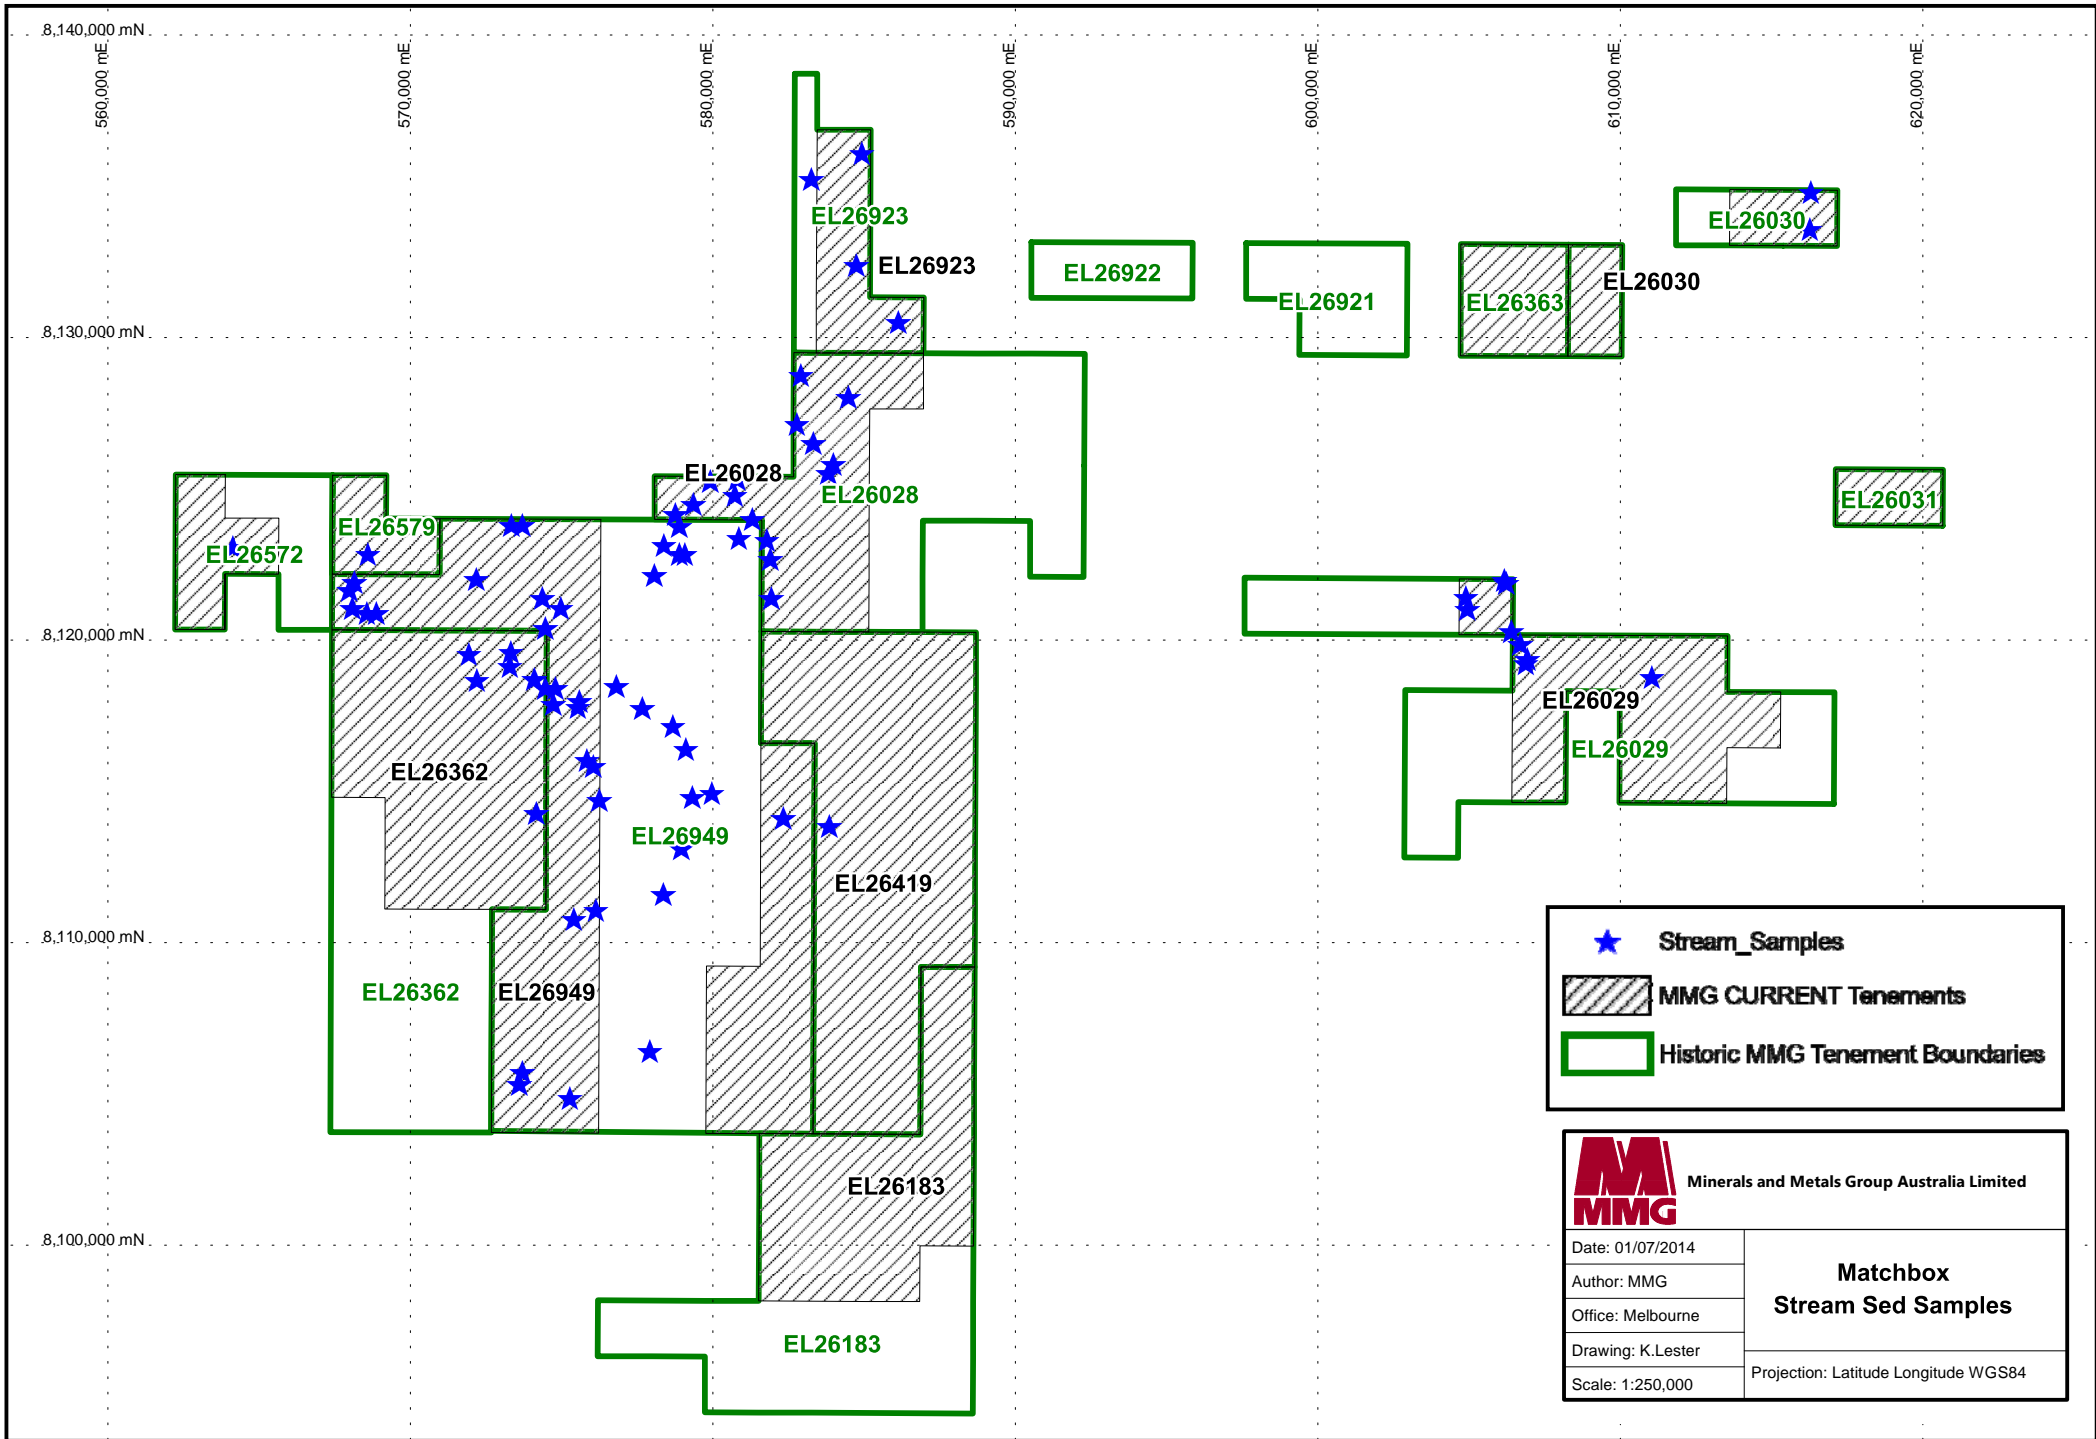 8,140,000 mN
560,000 mE
570,000 mE
580,000 mE
590,000 mE
600,000 mE
610,000 mE
620,000 mE
EL26923
EL26030
EL26923
EL26922
EL26030
EL26921
EL26363
8,130,000 mN
EL26028
EL26028
EL26031
EL26579
EL26572
8,120,000 mN
EL26029
EL26029
EL26362
EL26949
EL26419
8,110,000 mN
Stream_Samples
EL26362
EL26949
MMG CURRENT Tenements
Historic MMG Tenement Boundaries
EL26183
8,100,000 mN
EL26183
MMG
Minerals and Metals Group Australia Limited
Date: 01/07/2014
Author: MMG
Office: Melbourne
Drawing: K.Lester
Scale: 1:250,000
Matchbox
Stream Sed Samples
Projection: Latitude Longitude WGS84